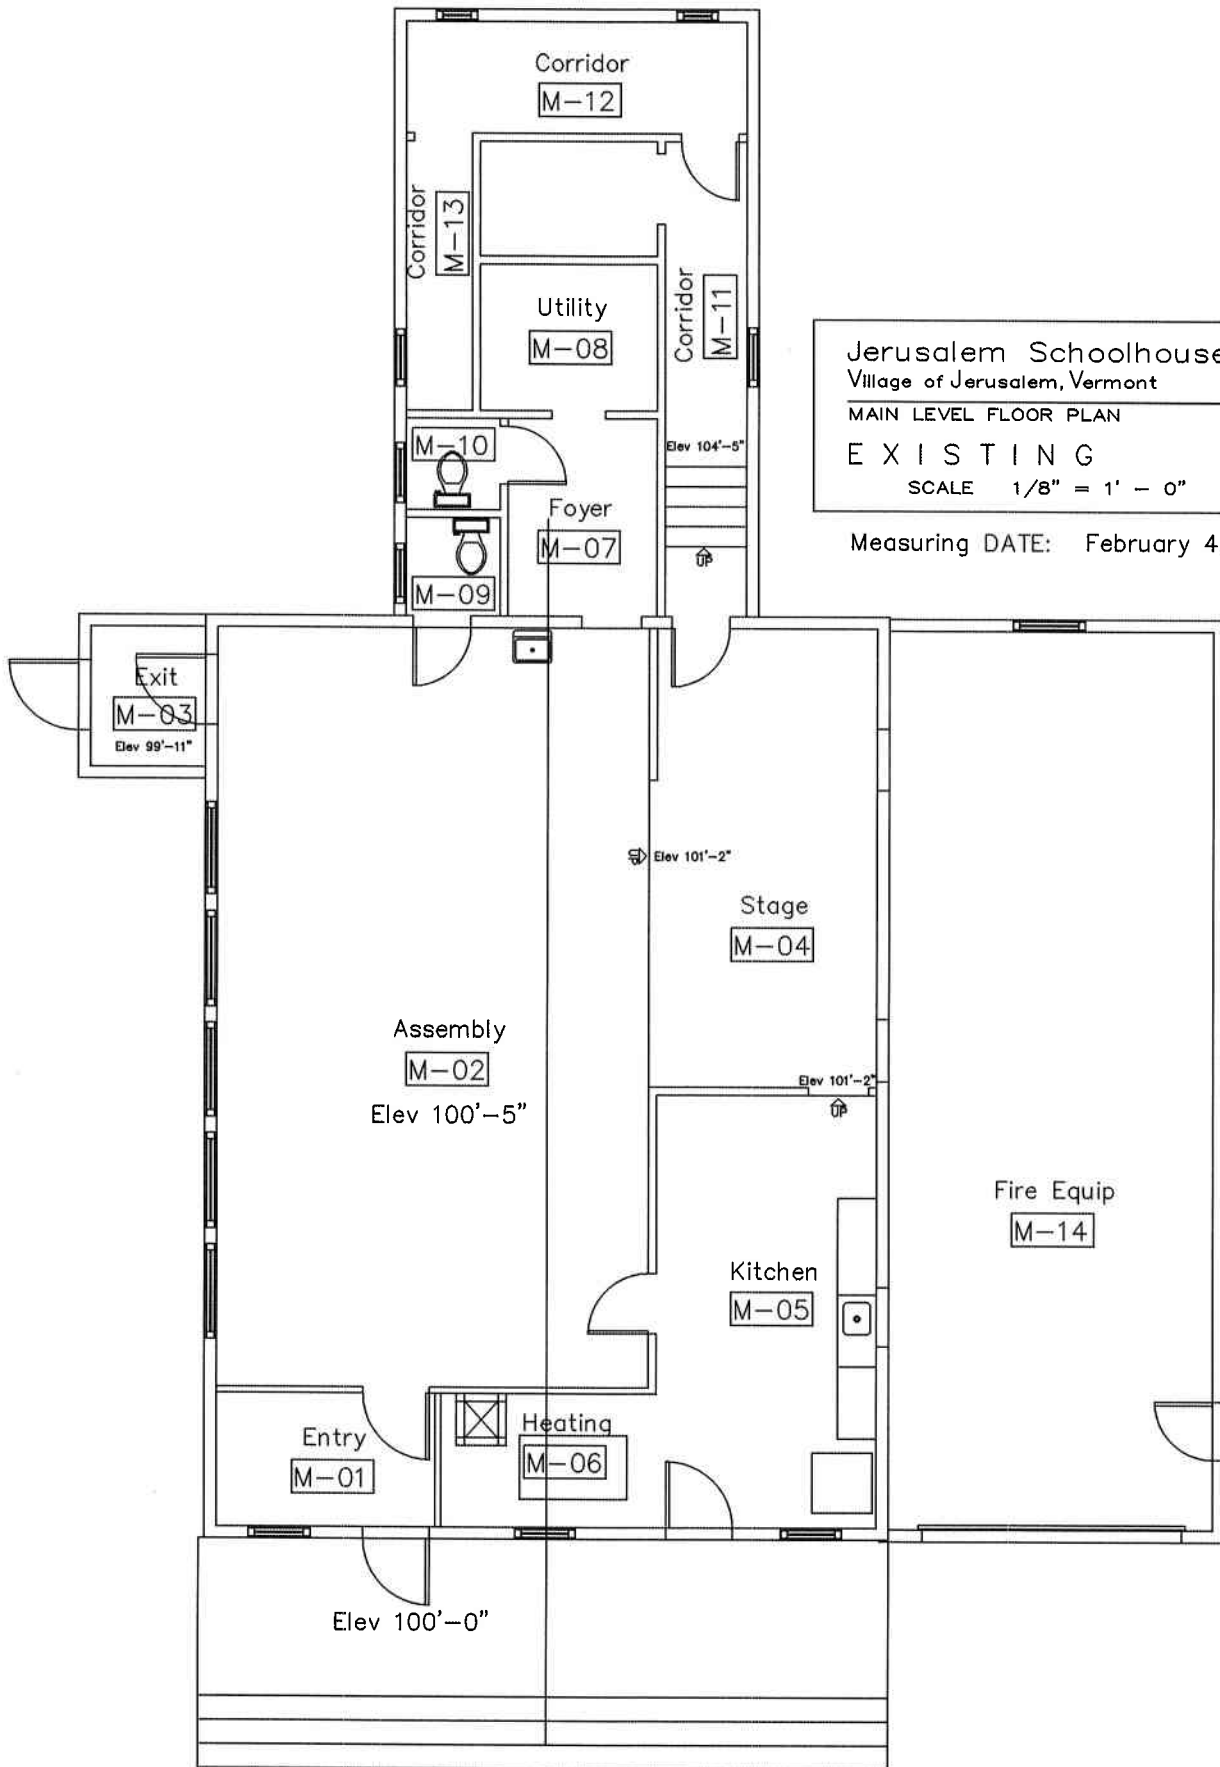 Corridor
M-12
Corridor
M-13
Corridor
M-11
Utility
M-08
Jerusalem Schoolhouse
Village of Jerusalem, Vermont
MAIN LEVEL FLOOR PLAN
EXISTING
SCALE 1/8" = 1' - 0"
Measuring DATE: February 4
M-10
Elev 104'-5"
Foyer
M-07
UP
M-09
Exit
M-03
Elev 99'-11"
UP
Elev 101'-2"
Stage
M-04
Assembly
M-02
Elev 100'-5"
Elev 101'-2"
UP
Fire Equip
M-14
Kitchen
M-05
Entry
M-01
Heating
M-06
Elev 100'-0"